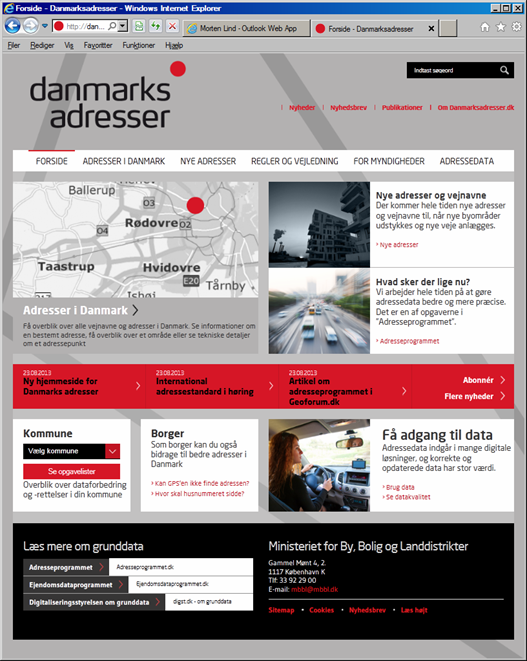 Forside - Danmarksadresser - Windows Internet Explorer
http://dan...
Morten Lind - Outlook Web App
Forside - Danmarksadresser
Filer Rediger Vis Favoritter Funktioner Hjælp
danmarks
adresser
Indtast søgeord
Nyheder Nyhedsbrev Publikationer Om Danmarksadresser.dk
FORSIDE ADRESSER I DANMARK NYE ADRESSER REGLER OG VEJLEDNING FOR MYNDIGHEDER ADRESSEDATA
Ballerup
O3
Rødovre
O2
O4
Taastrup
Hvidovre
E20
Tårnby
Ishøj
Adresser i Danmark
Få overblik over alle vejnavne og adresser i Danmark. Se informationer om
en bestemt adresse, få overblik over et område eller se tekniske detaljer
om et adressepunkt
Nye adresser og vejnavne
Der kommer hele tiden nye adresser
og vejnavne til, når nye byområder
udstykkes og nye veje anlægges.
Nye adresser
Hvad sker der lige nu?
Vi arbejder hele tiden på at gøre
adressedata bedre og mere præcise.
Det er en af opgaverne i
"Adresseprogrammet".
Adresseprogrammet
23.08.2013
Ny hjemmeside for
Danmarks adresser
23.08.2013
International
adressestandard i høring
23.08.2013
Artikel om
adresseprogrammet i
Geoforum.dk
Abonnér
Flere nyheder
Kommune
Vælg kommune
Se opgavelister
Overblik over dataforbedring
og -rettelser i din kommune
Borger
Som borger kan du også
bidrage til bedre adresser i
Danmark
Kan GPS'en ikke finde adressen?
Hvor skal husnummeret sidde?
Få adgang til data
Adressedata indgår i mange digitale
løsninger, og korrekte og
opdaterede data har stor værdi.
Brug data
Se datakvalitet
Læs mere om grunddata
Adresseprogrammet Adresseprogrammet.dk
Ejendomsdataprogrammet Ejendomsdataprogrammet.dk
Digitaliseringsstyrelsen om grunddata digst.dk - om grunddata
Ministeriet for By, Bolig og Landdistrikter
Gammel Mønt 4, 2.
1117 København K
Tlf: 33 92 29 00
E-mail: mbbl@mbbl.dk
Sitemap • Cookies • Nyhedsbrev • Læs højt